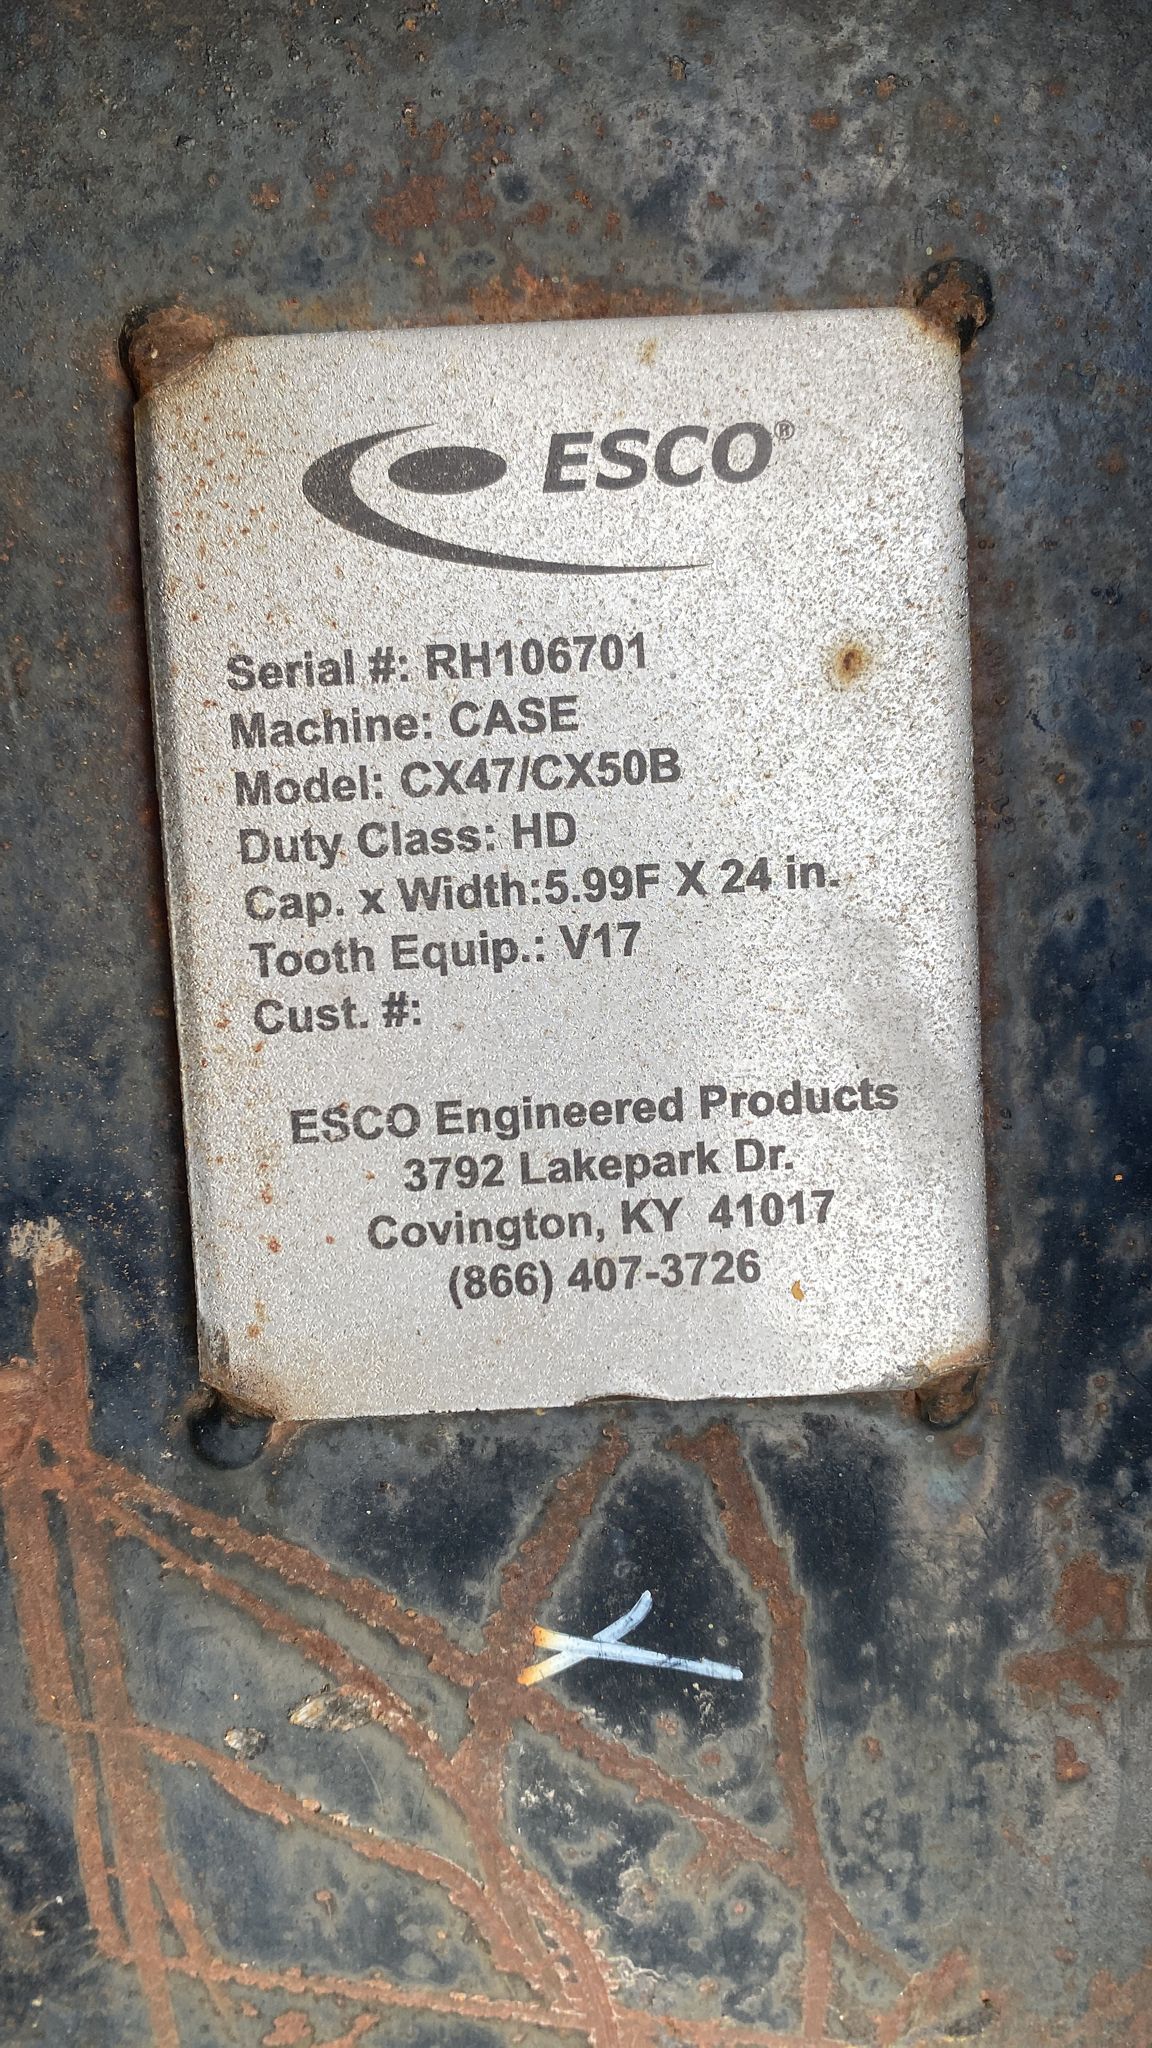 ESCO®
Serial #: RH106701
Machine: CASE
Model: CX47/CX50B
Duty Class: HD
Cap. x Width:5.99F X 24 in.
Tooth Equip.: V17
Cust. #:
ESCO Engineered Products
3792 Lakepark Dr.
Covington, KY 41017
(866) 407-3726